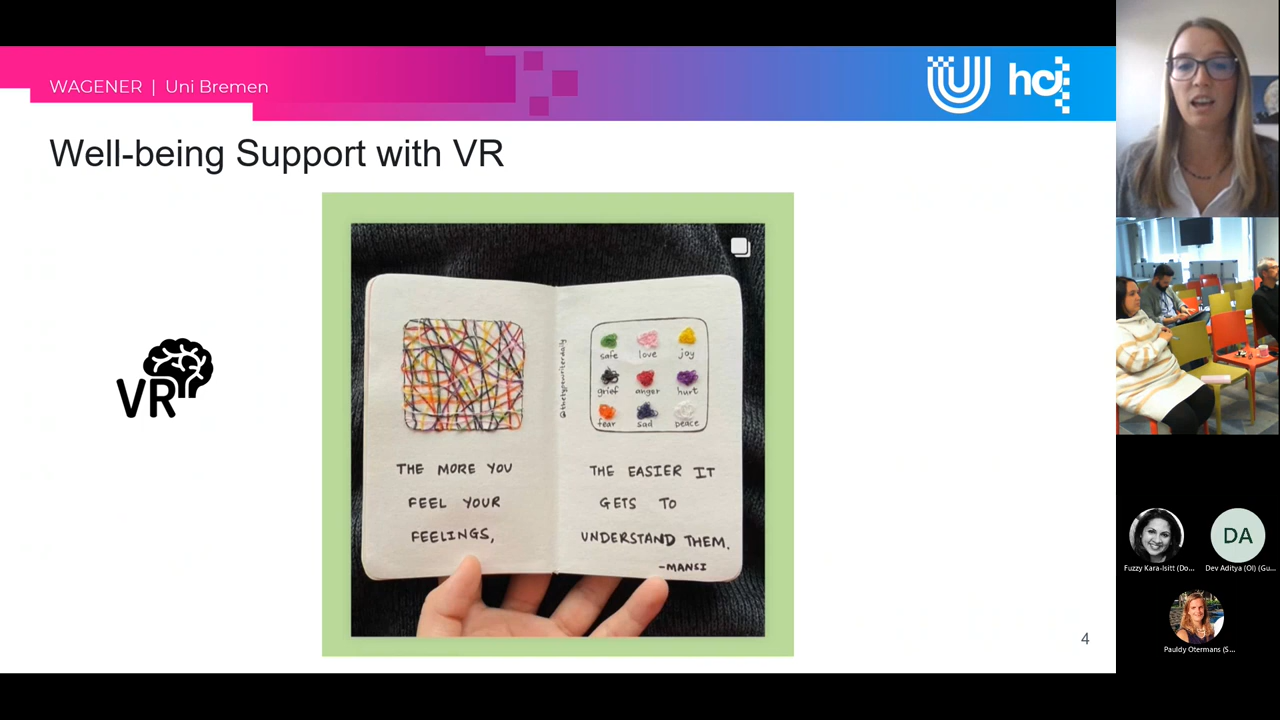 WAGENER | Uni Bremen
hci
Well-being Support with VR
VR
safe love joy
grief anger hurt
fear sad peace
@thetypewriterdaily
THE MORE YOU
FEEL YOUR
FEELINGS,
THE EASIER IT
GETS TO
UNDERSTAND THEM.
-MANSI
4
DA
Fuzzy Kara-Isitt (Do...
Dev Aditya (OI) (Gu...
Pauldy Otermans (S...